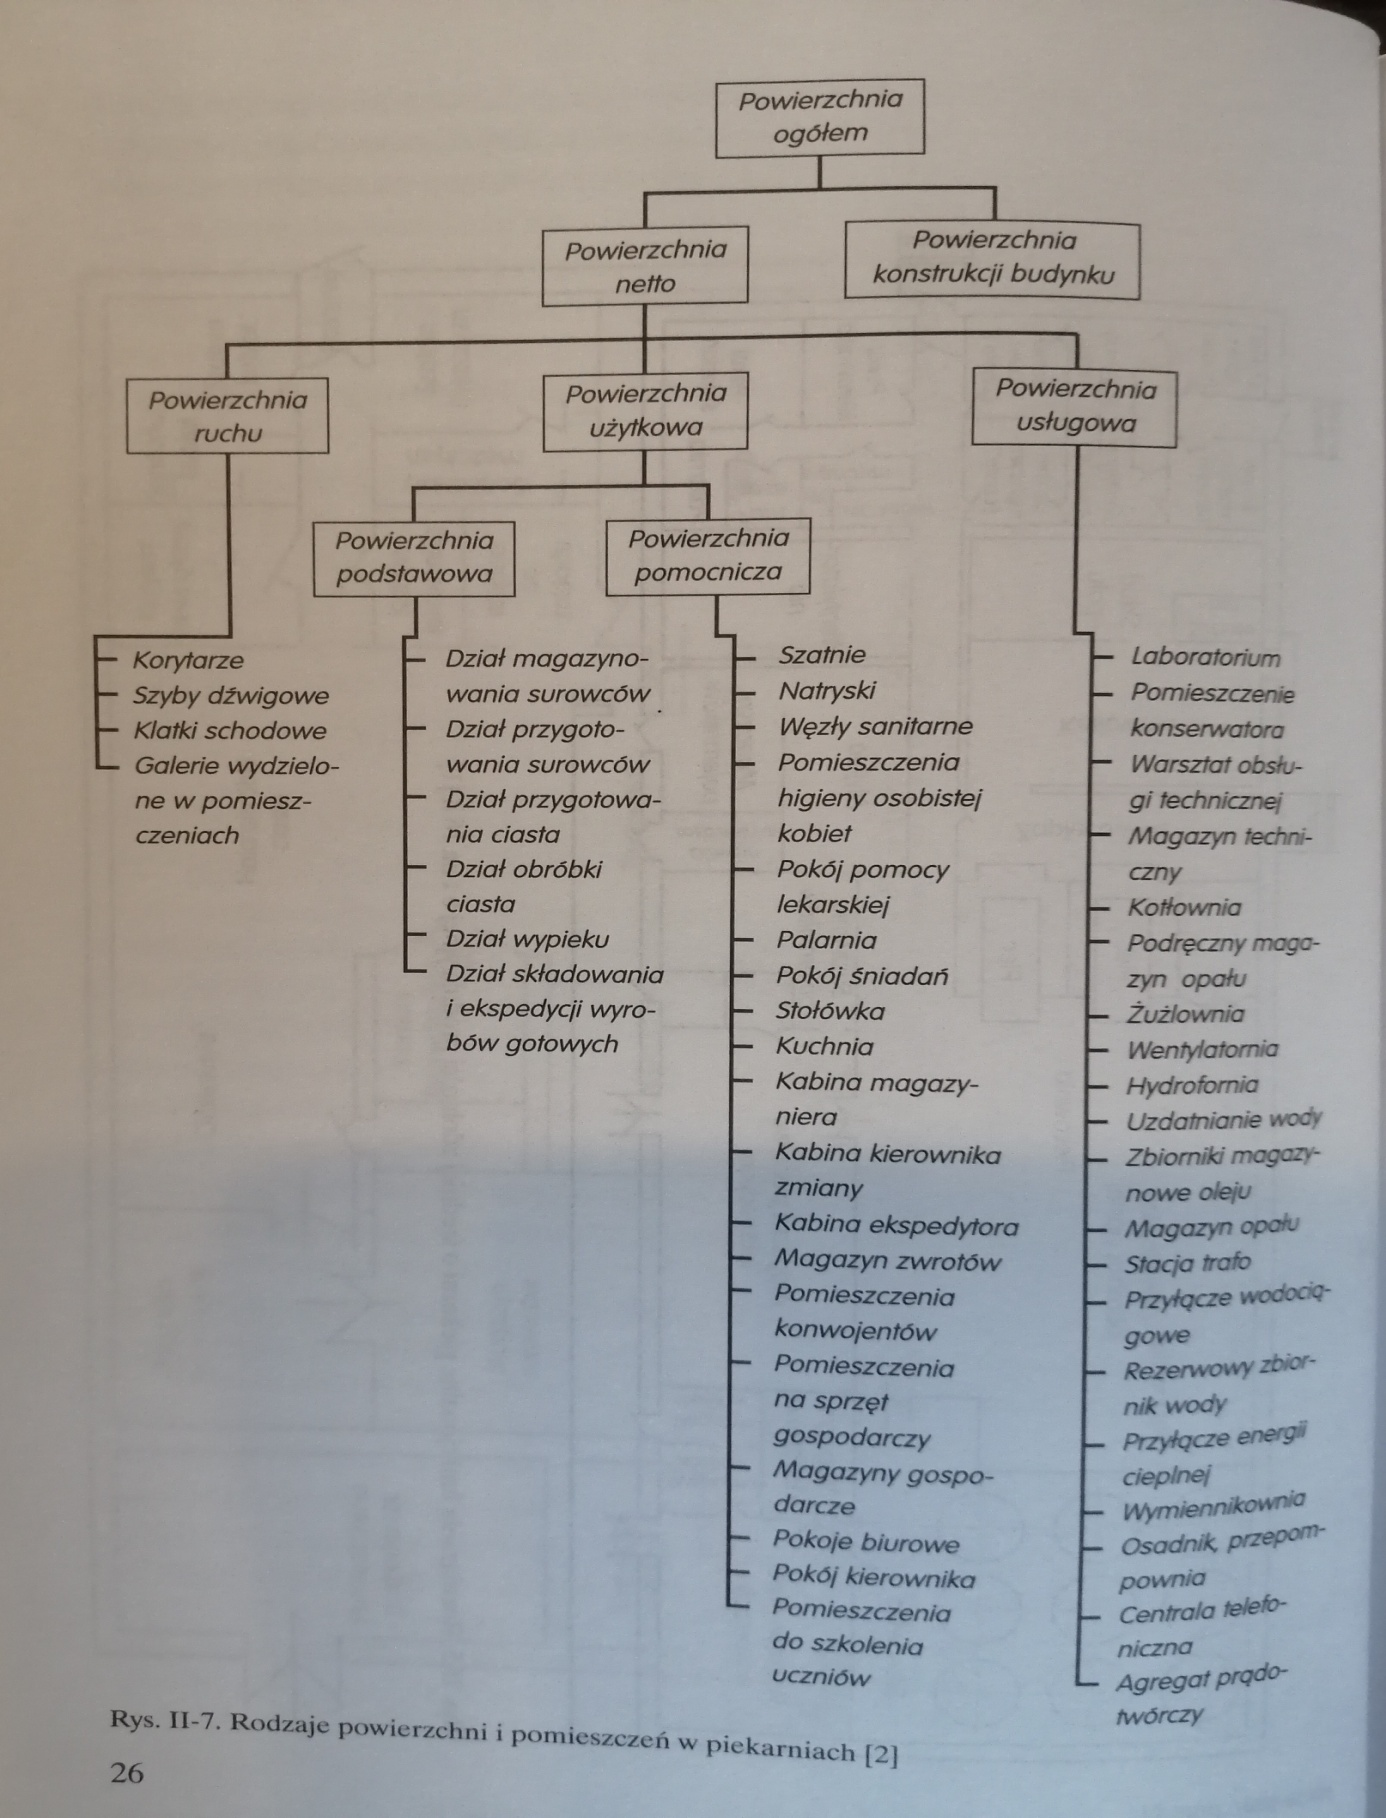 Powierzchnia
ogółem
Powierzchnia
netto
Powierzchnia
konstrukcji budynku
Powierzchnia
ruchu
Powierzchnia
użytkowa
Powierzchnia
usługowa
Powierzchnia
podstawowa
Powierzchnia
pomocnicza
Korytarze
Szyby dźwigowe
Klatki schodowe
Galerie wydzielo-
ne w pomiesz-
czeniach
Dział magazyno-
wania surowców
Dział przygoto-
wania surowców
Dział przygotowa-
nia ciasta
Dział obróbki
ciasta
Dział wypieku
Dział składowania
i ekspedycji wyro-
bów gotowych
Szatnie
Natryski
Węzły sanitarne
Pomieszczenia
higieny osobistej
kobiet
Pokój pomocy
lekarskiej
Palarnia
Pokój śniadań
Stołówka
Kuchnia
Kabina magazy-
niera
Kabina kierownika
zmiany
Kabina ekspedytora
Magazyn zwrotów
Pomieszczenia
konwojentów
Pomieszczenia
na sprzęt
gospodarczy
Magazyny gospo-
darcze
Pokoje biurowe
Pokój kierownika
Pomieszczenia
do szkolenia
uczniów
Laboratorium
Pomieszczenie
konserwatora
Warsztat obsłu-
gi technicznej
Magazyn techni-
czny
Kotłownia
Podręczny maga-
zyn opału
Żużlownia
Wentylatornia
Hydrofornia
Uzdatnianie wody
Zbiorniki magazy-
nowe oleju
Magazyn opału
Stacja trafo
Przyłącze wodocią-
gowe
Rezerwowy zbior-
nik wody
Przyłącze energii
cieplnej
Wymiennikownia
Osadnik, przepom-
pownia
Centrala telefo-
niczna
Agregat prądo-
twórczy
Rys. II-7. Rodzaje powierzchni i pomieszczeń w piekarniach [2]
26